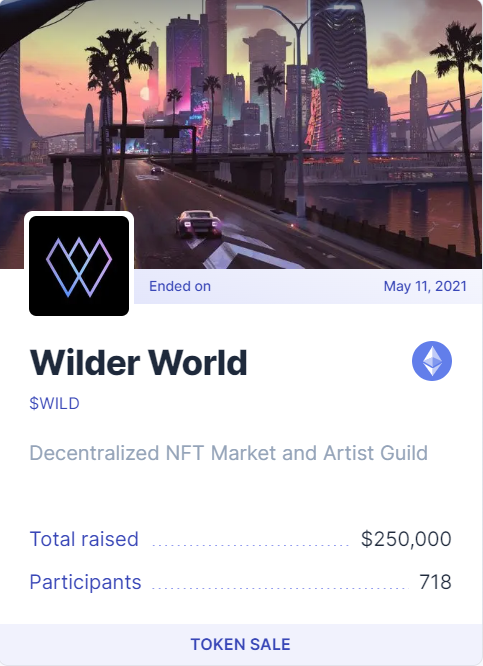 Ended on May 11, 2021
Wilder World
$WILD
Decentralized NFT Market and Artist Guild
Total raised $250,000
Participants 718
TOKEN SALE